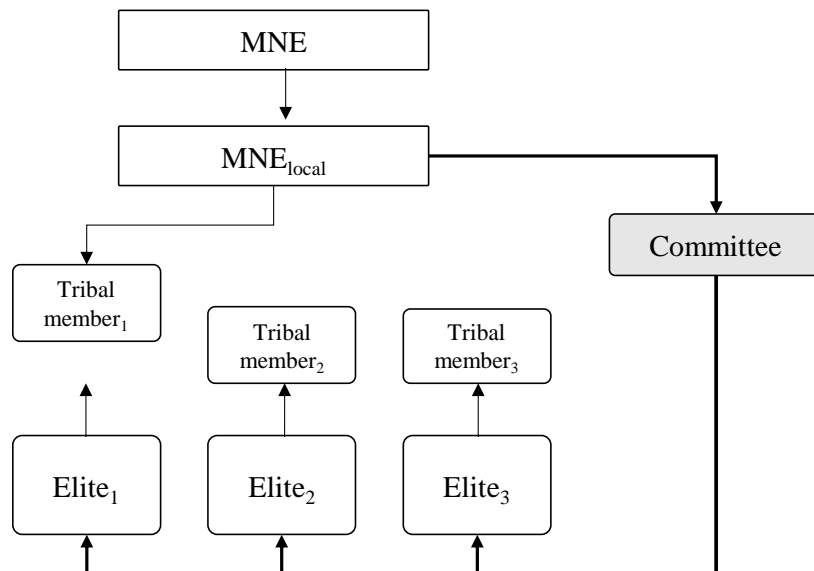 MNE
MNE_local
Committee
Tribal
member_1
Tribal
member_2
Tribal
member_3
Elite_1
Elite_2
Elite_3